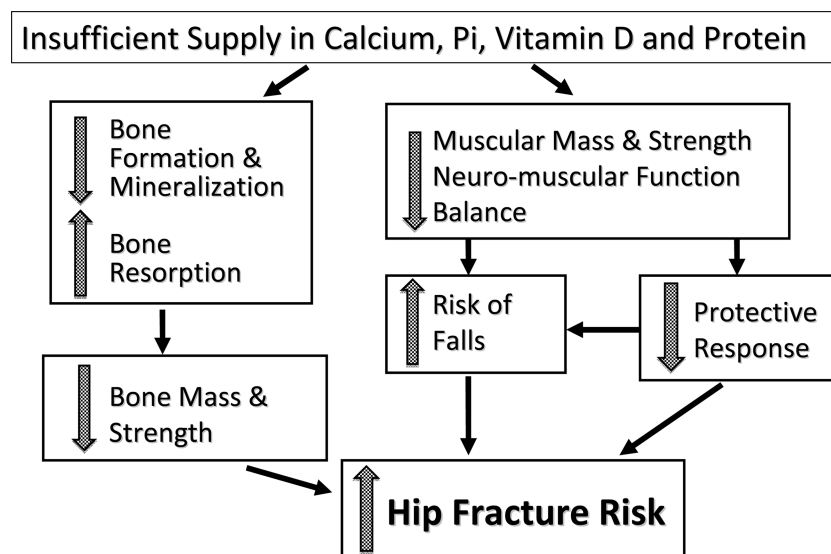 Insufficient Supply in Calcium, Pi, Vitamin D and Protein
Bone
Formation &
Mineralization
Bone
Resorption
Muscular Mass & Strength
Neuro-muscular Function
Balance
Risk of
Falls
Protective
Response
Bone Mass &
Strength
Hip Fracture Risk